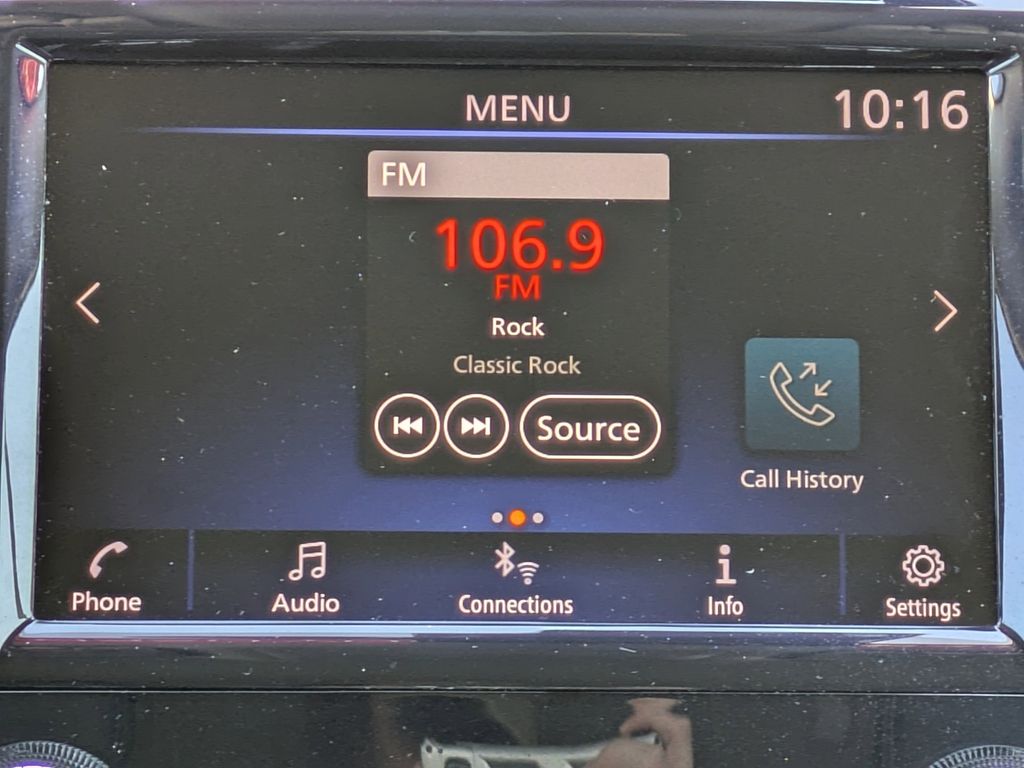 MENU
10:16
FM
106.9
FM
Rock
Classic Rock
Source
Call History
Phone
Audio
Connections
Info
Settings